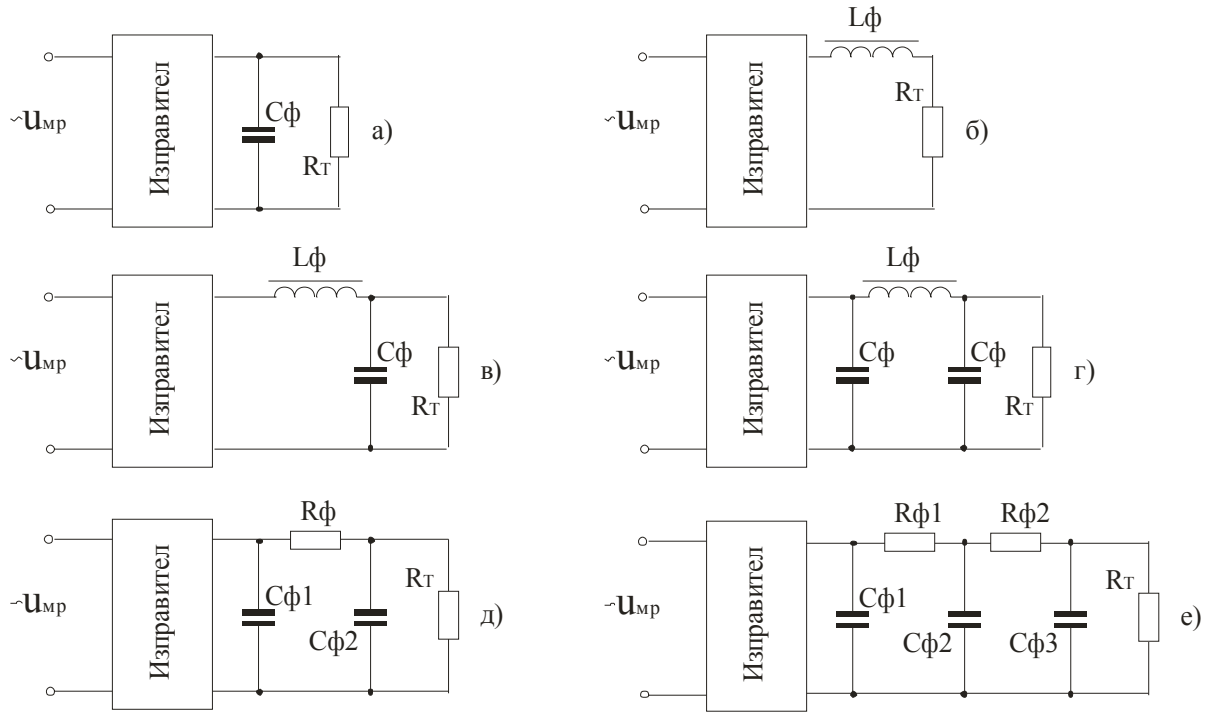 ~uмр
Изправител
Cф
Rт
а)
~uмр
Изправител
Lф
Rт
б)
~uмр
Изправител
Lф
Cф
Rт
в)
~uмр
Изправител
Cф
Lф
Cф
Rт
г)
~uмр
Изправител
Cф1
Rф
Cф2
Rт
д)
~uмр
Изправител
Cф1
Rф1
Cф2
Rф2
Cф3
Rт
е)